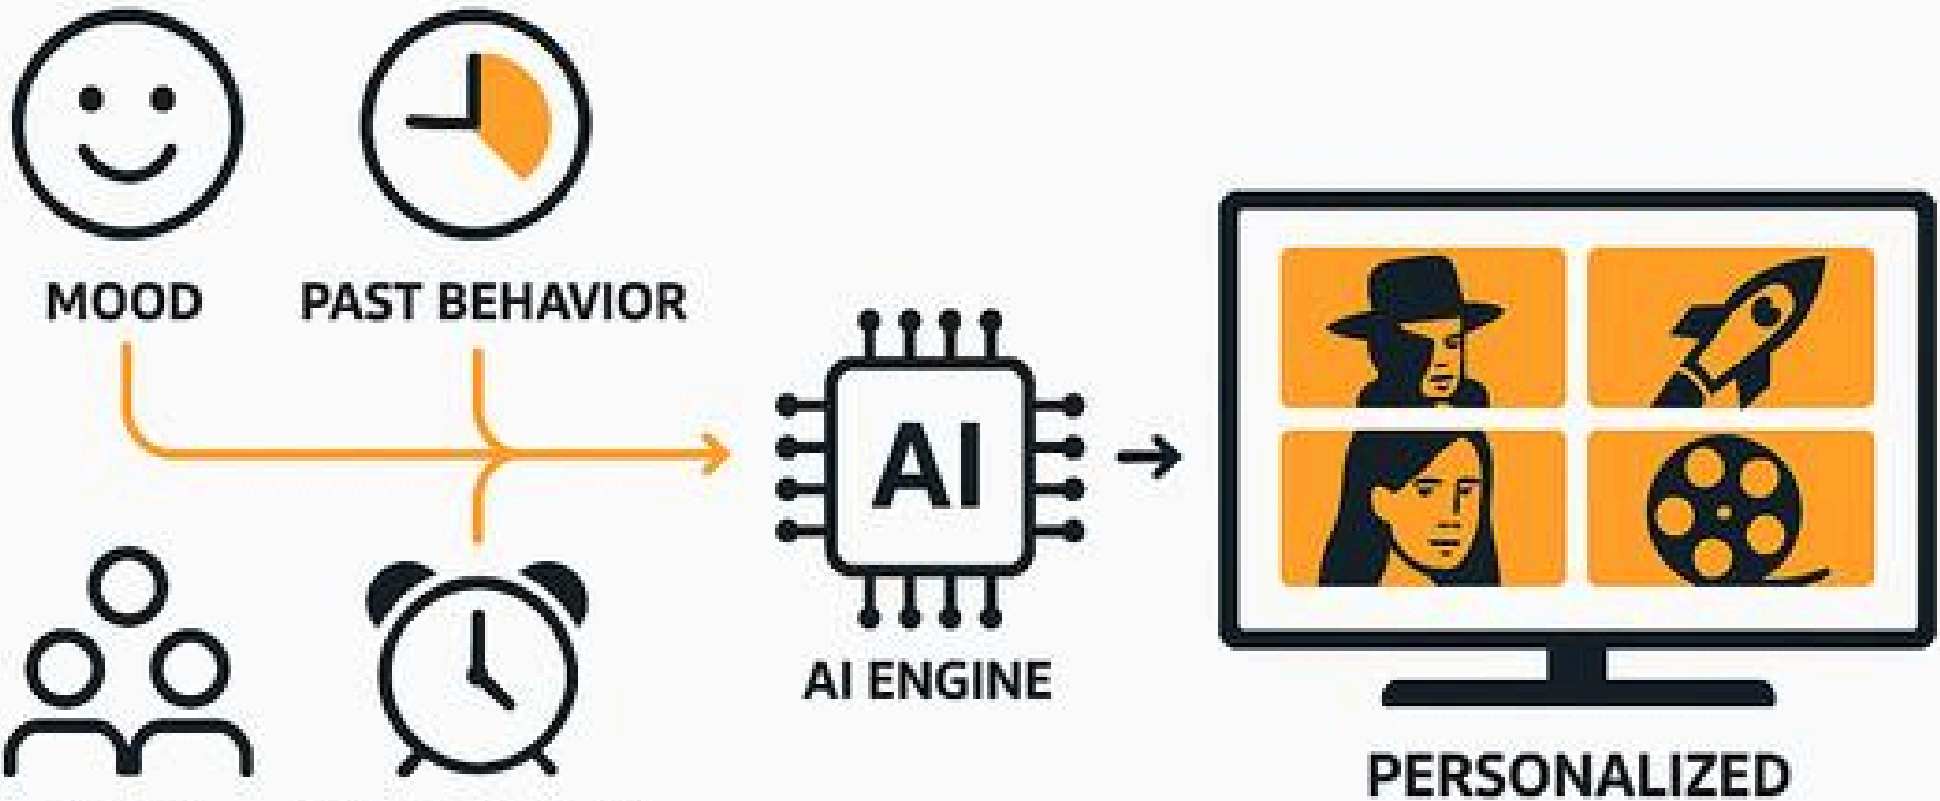 MOOD
PAST BEHAVIOR
AI
AI ENGINE
PERSONALIZED